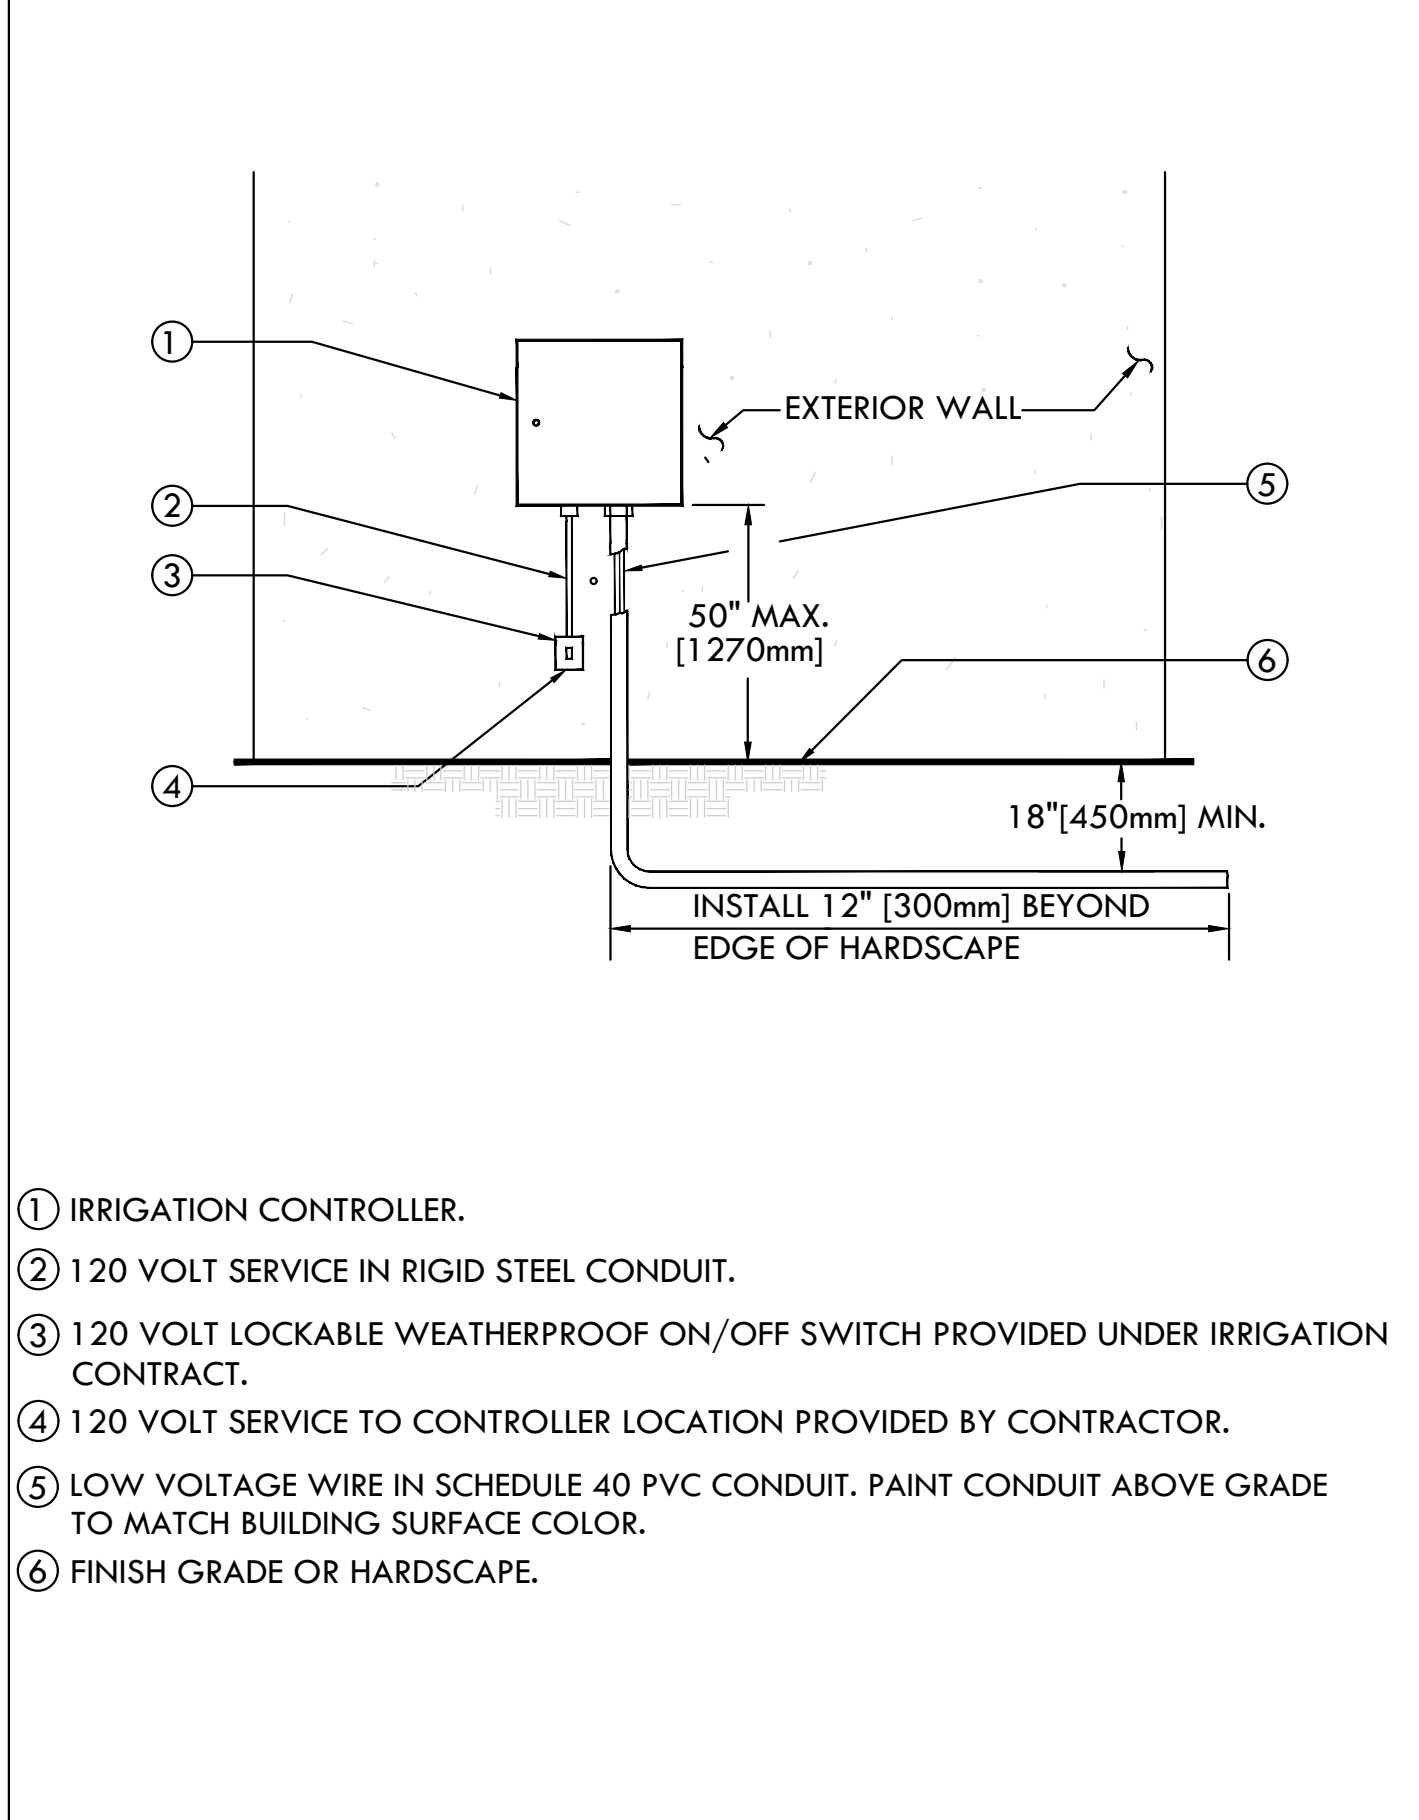 1
EXTERIOR WALL
2
5
3
50" MAX.
[1270mm]
6
4
18"[450mm] MIN.
INSTALL 12" [300mm] BEYOND
EDGE OF HARDSCAPE
1 IRRIGATION CONTROLLER.
2 120 VOLT SERVICE IN RIGID STEEL CONDUIT.
3 120 VOLT LOCKABLE WEATHERPROOF ON/OFF SWITCH PROVIDED UNDER IRRIGATION
CONTRACT.
4 120 VOLT SERVICE TO CONTROLLER LOCATION PROVIDED BY CONTRACTOR.
5 LOW VOLTAGE WIRE IN SCHEDULE 40 PVC CONDUIT. PAINT CONDUIT ABOVE GRADE
TO MATCH BUILDING SURFACE COLOR.
6 FINISH GRADE OR HARDSCAPE.